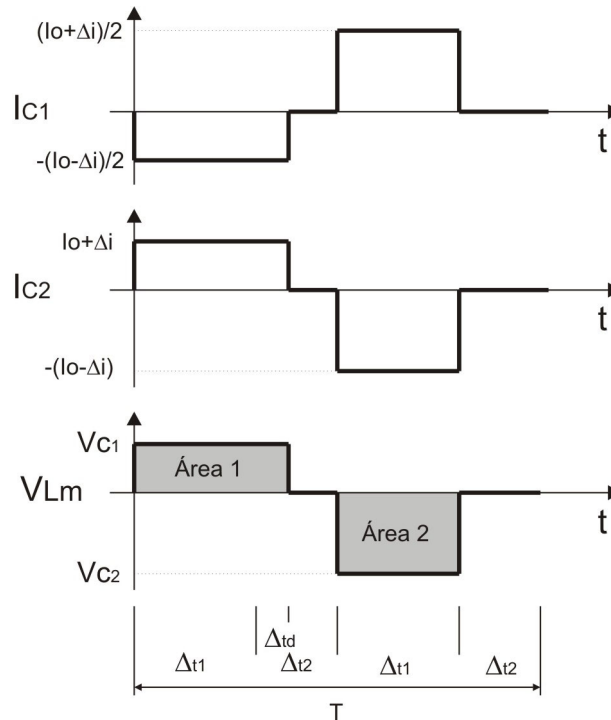 (Io+Δi)/2
IC1
t
-(Io-Δi)/2
Io+Δi
IC2
t
-(Io-Δi)
Vc1
Área 1
VLm
t
Área 2
Vc2
Δtd
Δt1 Δt2 Δt1 Δt2
T